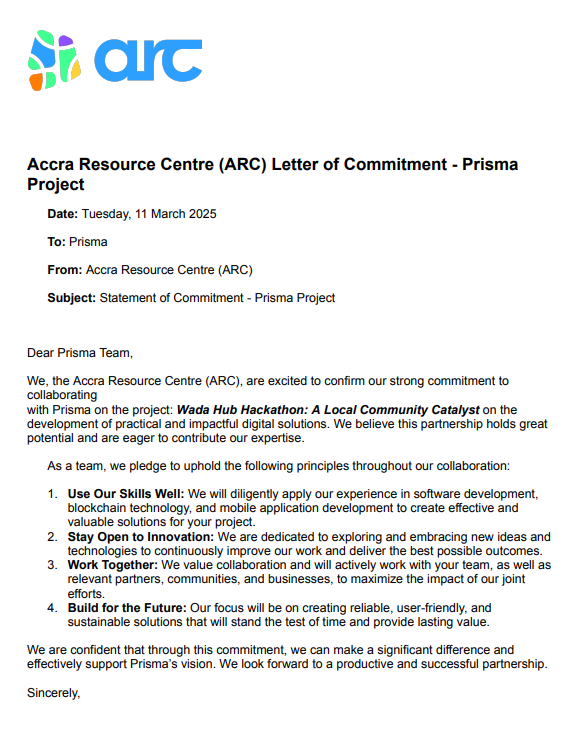 arc
Accra Resource Centre (ARC) Letter of Commitment - Prisma
Project
Date: Tuesday, 11 March 2025
To: Prisma
From: Accra Resource Centre (ARC)
Subject: Statement of Commitment - Prisma Project
Dear Prisma Team,
We, the Accra Resource Centre (ARC), are excited to confirm our strong commitment to
collaborating
with Prisma on the project: Wada Hub Hackathon: A Local Community Catalyst on the
development of practical and impactful digital solutions. We believe this partnership holds great
potential and are eager to contribute our expertise.
As a team, we pledge to uphold the following principles throughout our collaboration:
1. Use Our Skills Well: We will diligently apply our experience in software development,
blockchain technology, and mobile application development to create effective and
valuable solutions for your project.
2. Stay Open to Innovation: We are dedicated to exploring and embracing new ideas and
technologies to continuously improve our work and deliver the best possible outcomes.
3. Work Together: We value collaboration and will actively work with your team, as well as
relevant partners, communities, and businesses, to maximize the impact of our joint
efforts.
4. Build for the Future: Our focus will be on creating reliable, user-friendly, and
sustainable solutions that will stand the test of time and provide lasting value.
We are confident that through this commitment, we can make a significant difference and
effectively support Prisma's vision. We look forward to a productive and successful partnership.
Sincerely,